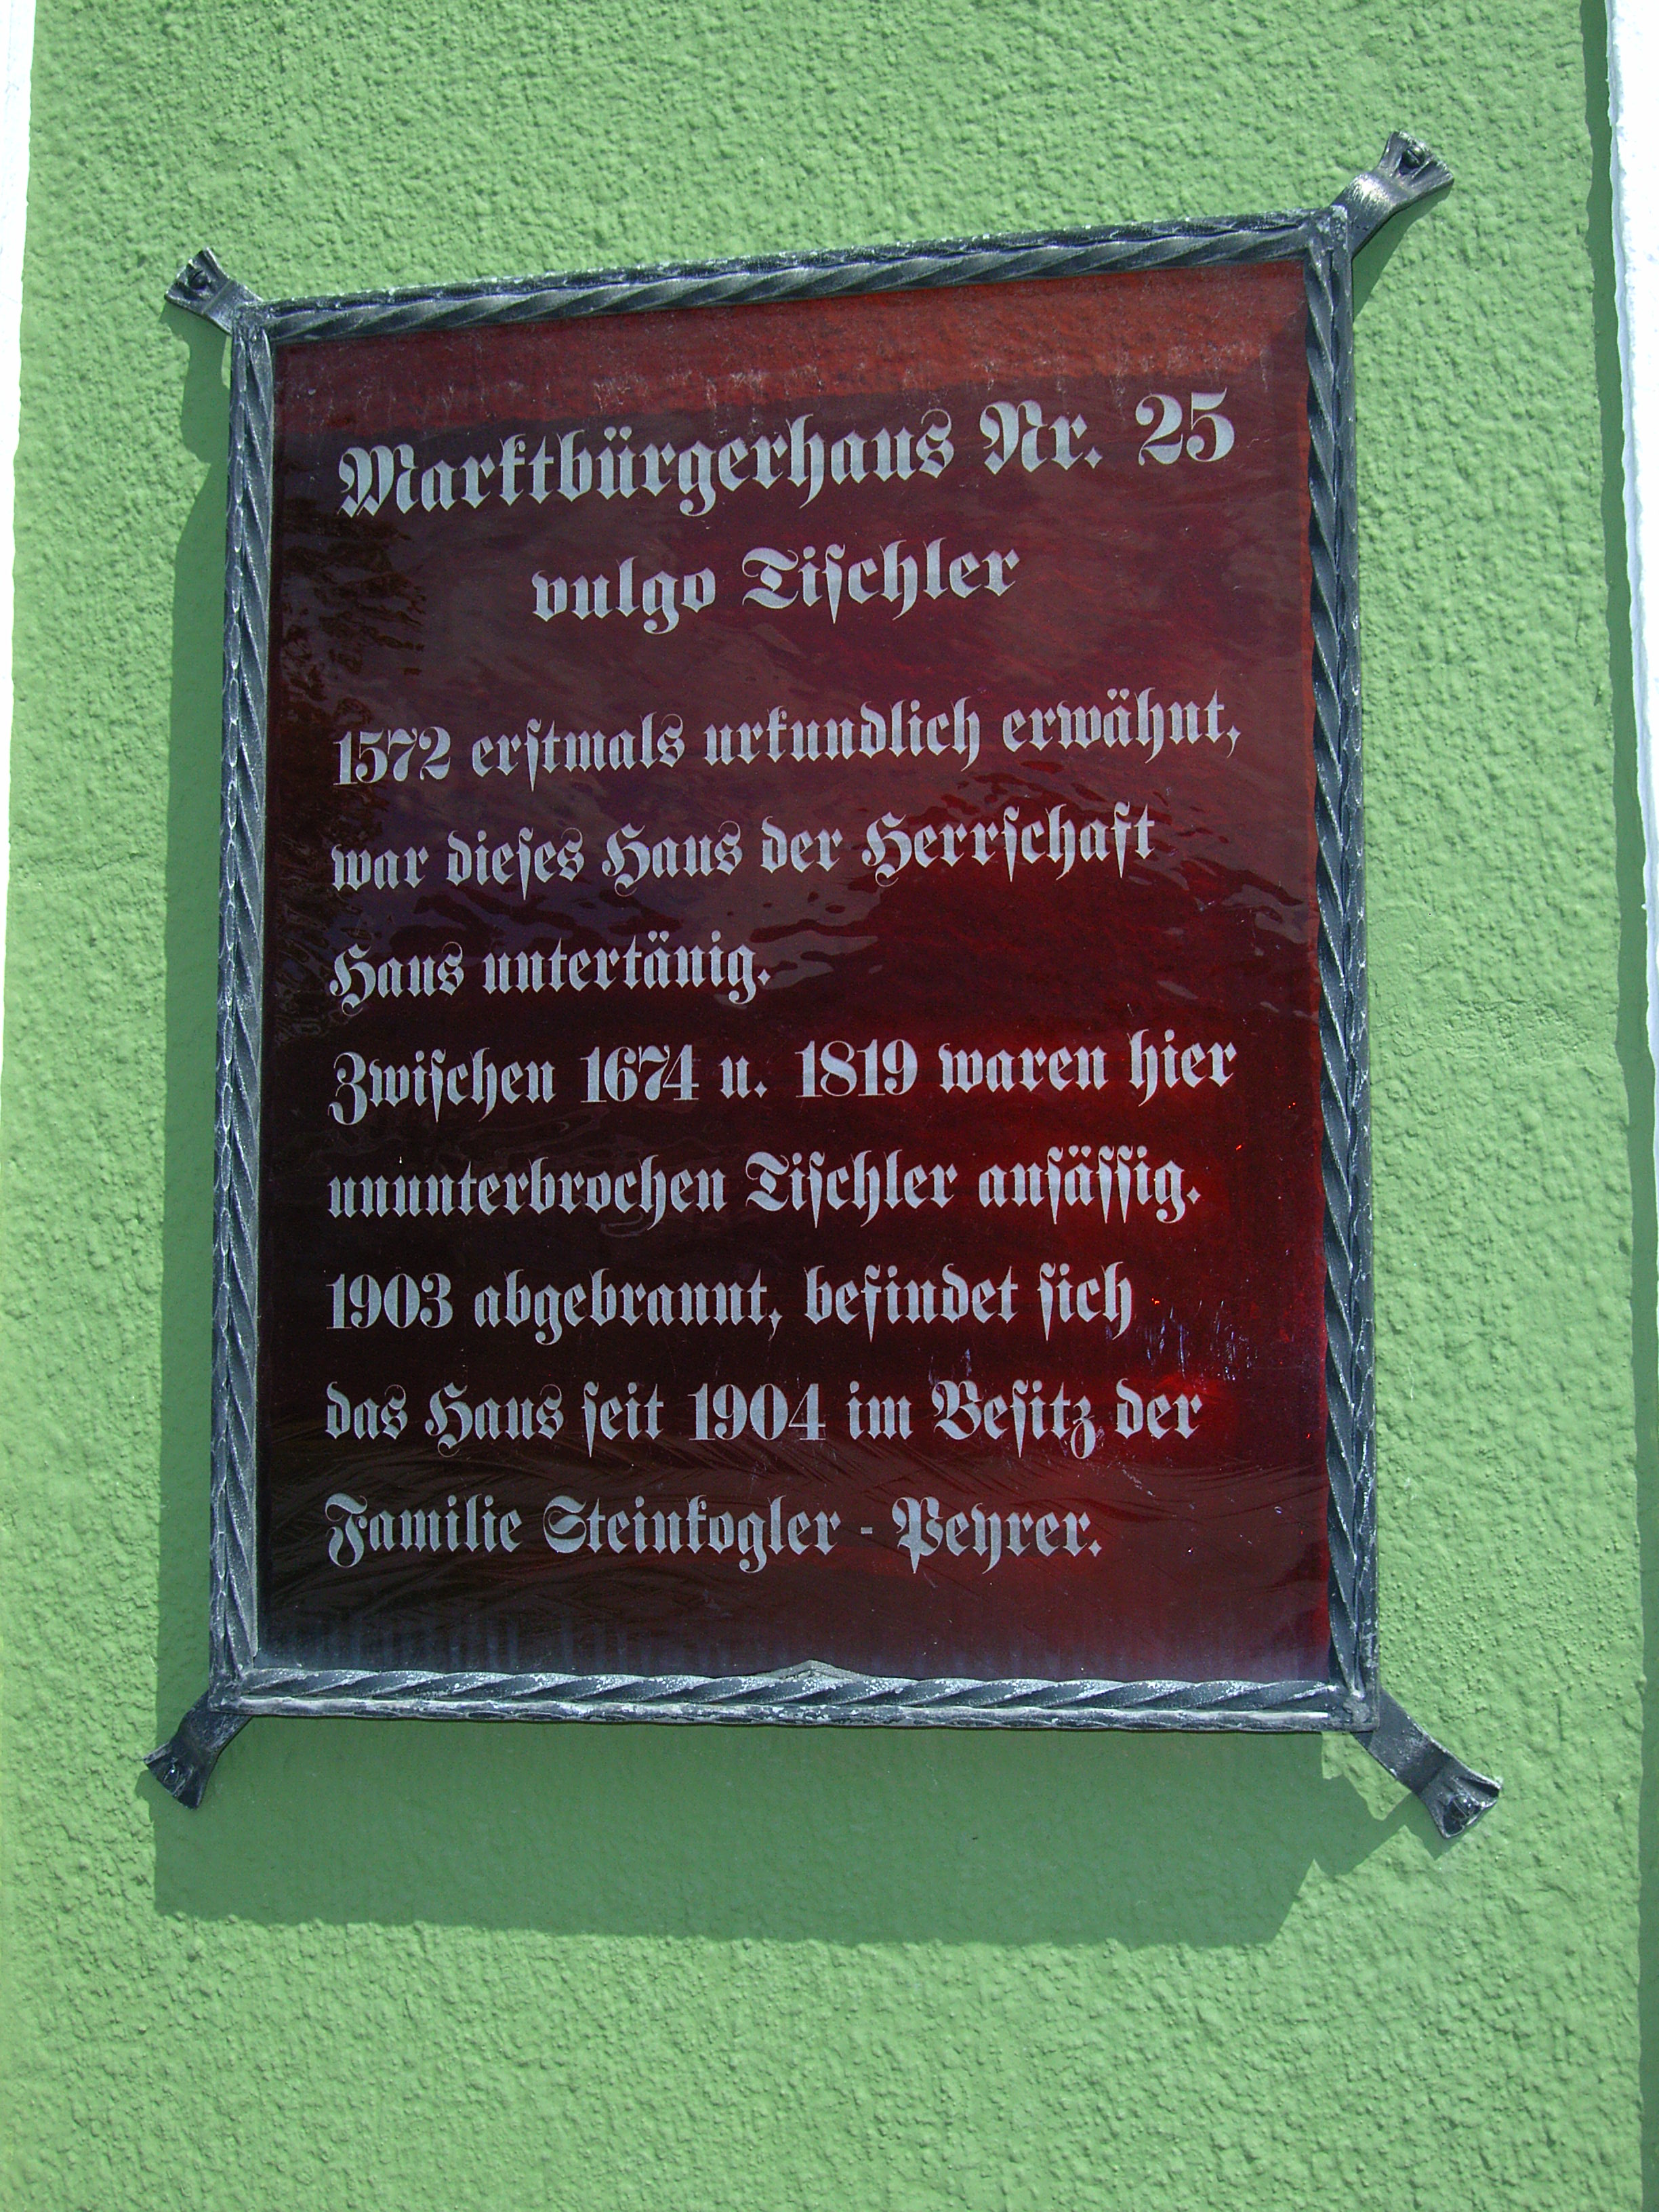 Marktbürgerhaus Nr. 25
vulgo Tiſchler
1572 erſtmals urkundlich erwähnt,
war dieſes Haus der Herrſchaft
Haus untertänig.
Zwiſchen 1674 u. 1819 waren hier
ununterbrochen Tiſchler anſäſſig.
1903 abgebrannt, befindet ſich
das Haus ſeit 1904 im Beſitz der
Familie Steinkogler - Peyrer.